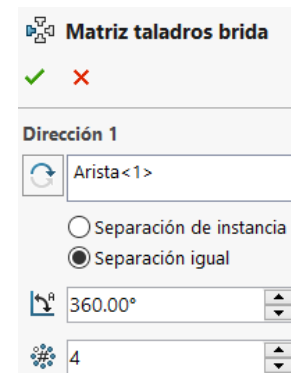 Matriz taladros brida
Dirección 1
Arista<1>
Separación de instancia
Separación igual
360.00°
4